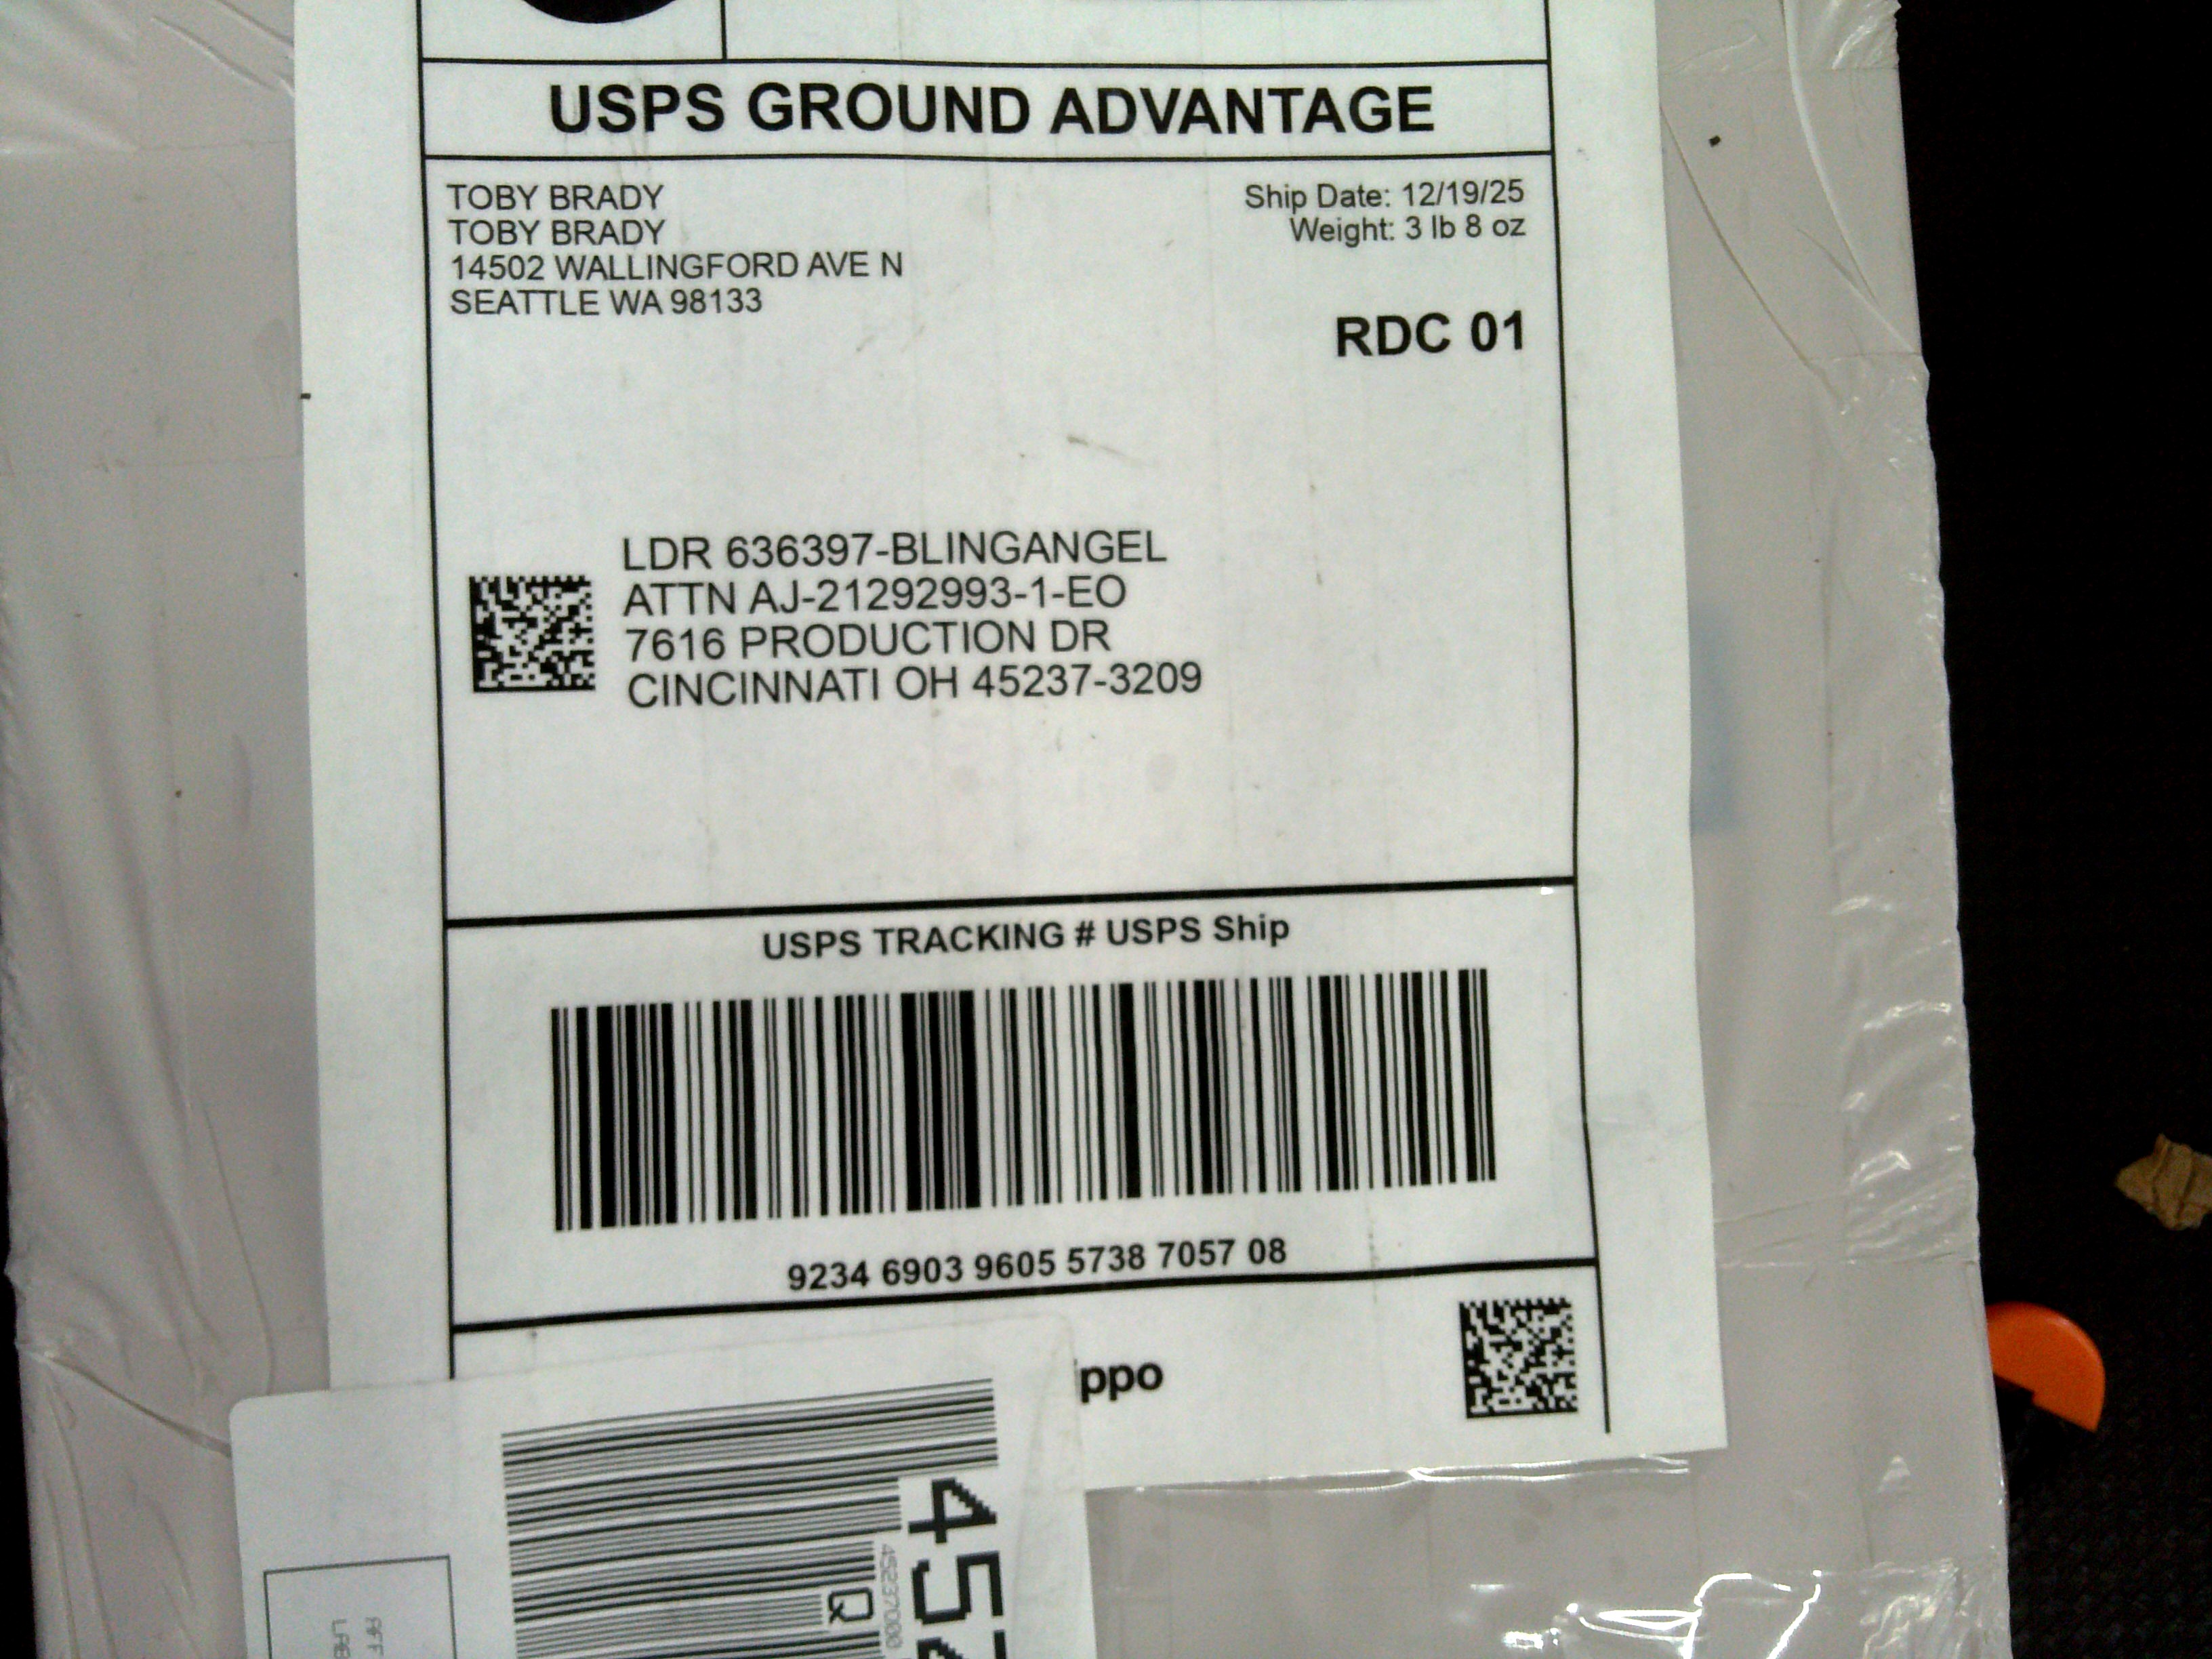 USPS GROUND ADVANTAGE
TOBY BRADY
TOBY BRADY
14502 WALLINGFORD AVE N
SEATTLE WA 98133
Ship Date: 12/19/25
Weight: 3 lb 8 oz
RDC 01
LDR 636397-BLINGANGEL
ATTN AJ-21292993-1-EO
7616 PRODUCTION DR
CINCINNATI OH 45237-3209
USPS TRACKING # USPS Ship
9234 6903 9605 5738 7057 08
ppo
Q